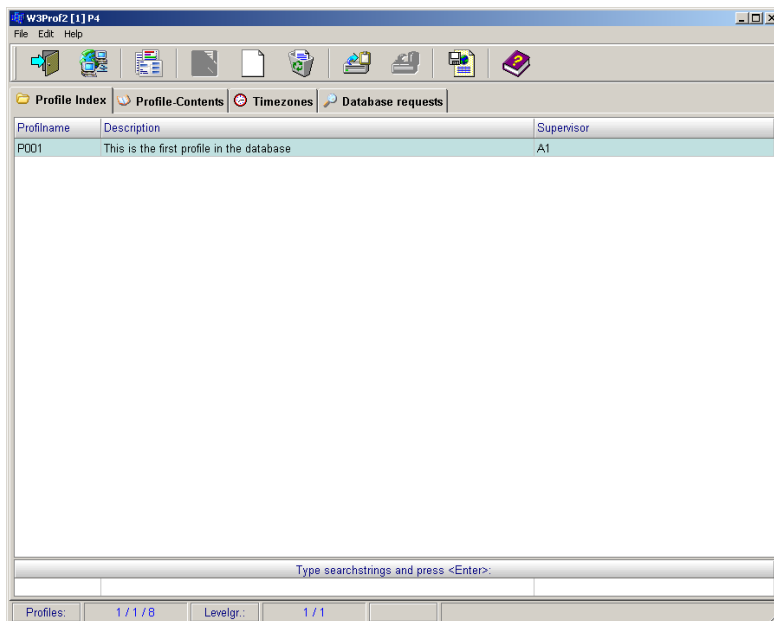 W3Prof2 [1] P4
File Edit Help
Profile Index Profile-Contents Timezones Database requests
Profilname Description Supervisor
P001 This is the first profile in the database A1
Type searchstrings and press <Enter>:
Profiles: 1 / 1 / 8 Levelgr.: 1 / 1